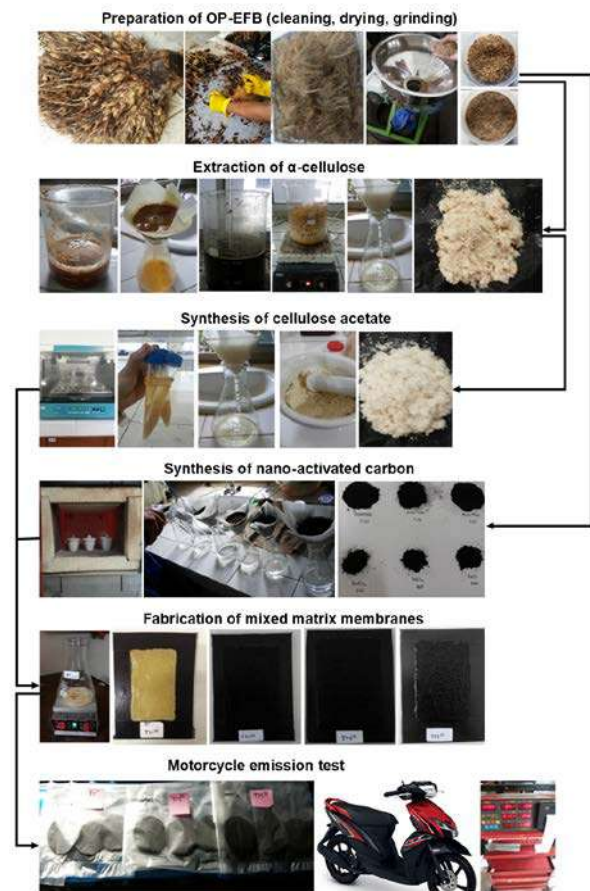 Preparation of OP-EFB (cleaning, drying, grinding)
Extraction of α-cellulose
Synthesis of cellulose acetate
Synthesis of nano-activated carbon
Fabrication of mixed matrix membranes
Motorcycle emission test